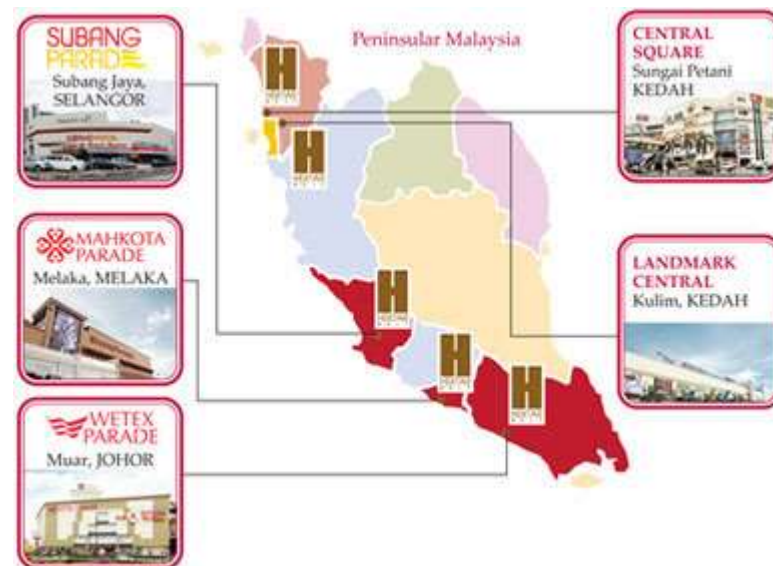 SUBANG
PARADE
Subang Jaya,
SELANGOR
Peninsular Malaysia
CENTRAL
SQUARE
Sungai Petani
KEDAH
MAHKOTA
PARADE
Melaka, MELAKA
LANDMARK
CENTRAL
Kulim, KEDAH
WETEX
PARADE
Muar, JOHOR
H
H
H
H
H